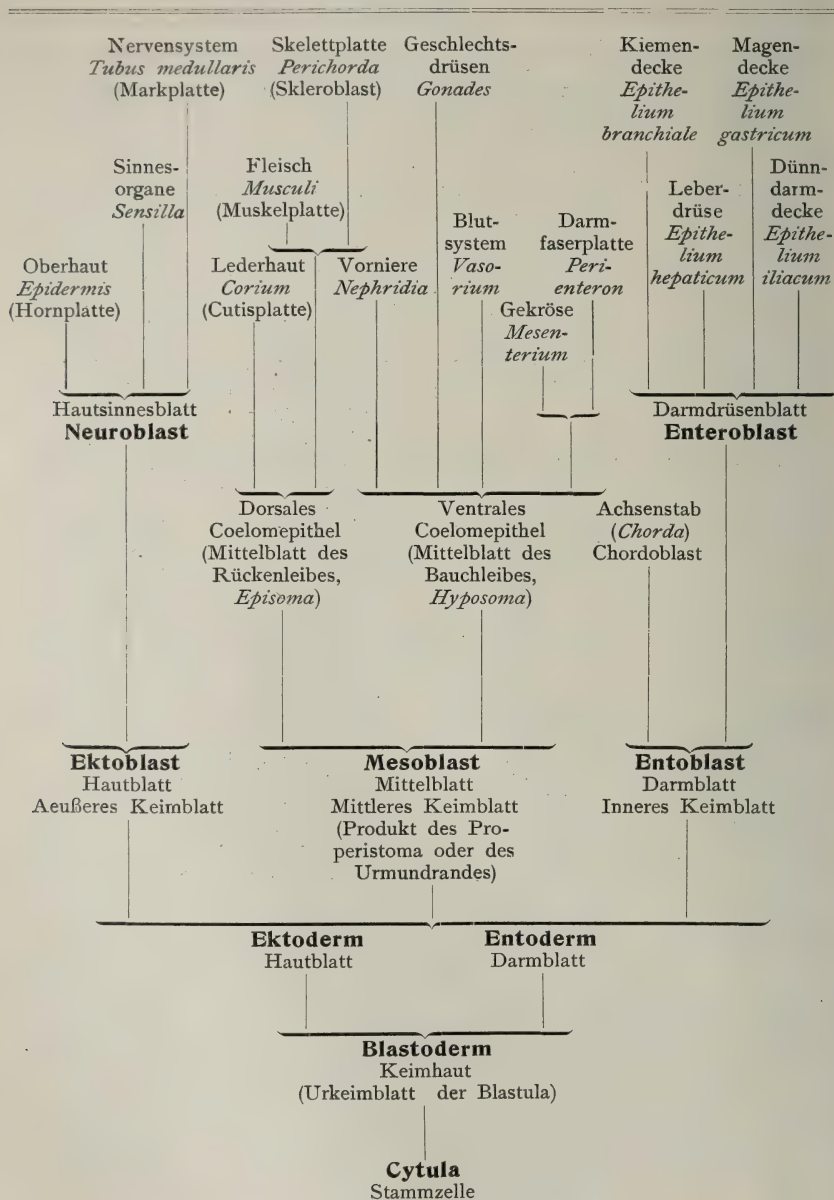 Nervensystem
Tubus medullaris
(Markplatte)
Skelettplatte
Perichorda
(Skleroblast)
Geschlechts-
drüsen
Gonades
Kiemen-
decke
Epithe-
lium
branchiale
Magen-
decke
Epithe-
lium
gastricum
Sinnes-
organe
Sensilla
Fleisch
Musculi
(Muskelplatte)
Leber-
drüse
Epithe-
lium
hepaticum
Dünn-
darm-
decke
Epithe-
lium
iliacum
Oberhaut
Epidermis
(Hornplatte)
Lederhaut
Corium
(Cutisplatte)
Vorniere
Nephridia
Blut-
system
Vaso-
rium
Darm-
faserplatte
Peri-
enteron
Gekröse
Mesen-
terium
Hautsinnesblatt
Neuroblast
Darmdrüsenblatt
Enteroblast
Dorsales
Coelomepithel
(Mittelblatt des
Rückenleibes,
Episoma)
Ventrales
Coelomepithel
(Mittelblatt des
Bauchleibes,
Hyposoma)
Achsenstab
(Chorda)
Chordoblast
Ektoblast
Hautblatt
Aeußeres Keimblatt
Mesoblast
Mittelblatt
Mittleres Keimblatt
(Produkt des Pro-
peristoma oder des
Urmundrandes)
Entoblast
Darmblatt
Inneres Keimblatt
Ektoderm
Hautblatt
Entoderm
Darmblatt
Blastoderm
Keimhaut
(Urkeimblatt der Blastula)
Cytula
Stammzelle